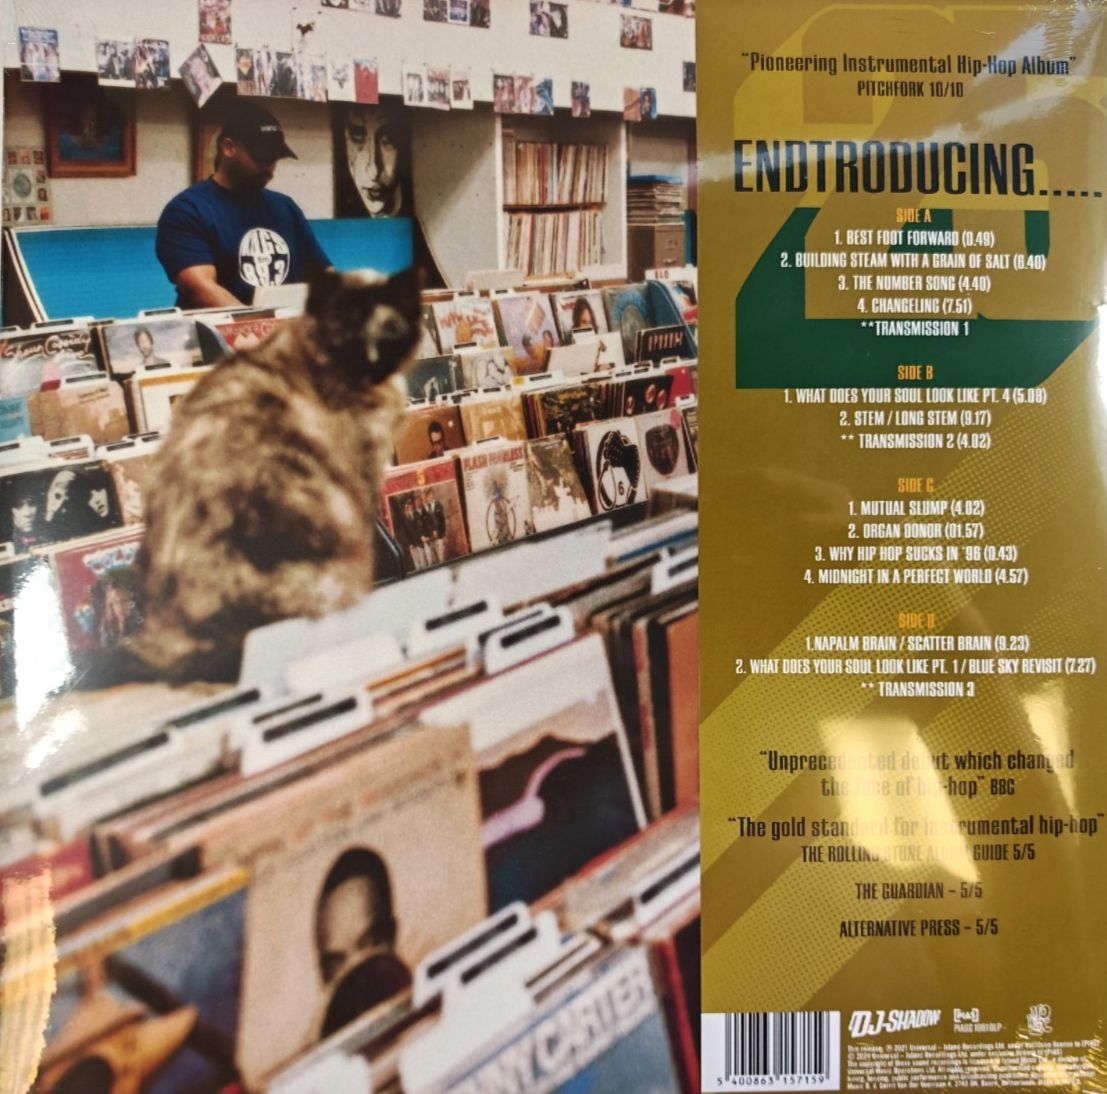 "Pioneering Instrumental Hip-Hop Album"
PITCHFORK 10/10
ENDTRODUCING.....
SIDE A
1. BEST FOOT FORWARD (0.49)
2. BUILDING STEAM WITH A GRAIN OF SALT (6.40)
3. THE NUMBER SONG (4.40)
4. CHANGELING (7.51)
**TRANSMISSION 1
SIDE B
1. WHAT DOES YOUR SOUL LOOK LIKE PT. 4 (5.08)
2. STEM / LONG STEM (9.17)
** TRANSMISSION 2 (4.02)
SIDE C
1. MUTUAL SLUMP (4.02)
2. ORGAN DONOR (01.57)
3. WHY HIP HOP SUCKS IN '96 (0.43)
4. MIDNIGHT IN A PERFECT WORLD (4.57)
SIDE D
1.NAPALM BRAIN / SCATTER BRAIN (9.23)
2. WHAT DOES YOUR SOUL LOOK LIKE PT. 1 / BLUE SKY REVISIT (7.27)
** TRANSMISSION 3
"Unprecedented debut which changed
the face of hip-hop" BBC
"The gold standard for instrumental hip-hop"
THE ROLLING STONE ALBUM GUIDE 5/5
THE GUARDIAN – 5/5
ALTERNATIVE PRESS – 5/5
DJ-SHADOW
[PIAS]
5 400863 157159
FLASH FEARLESS
CARTER